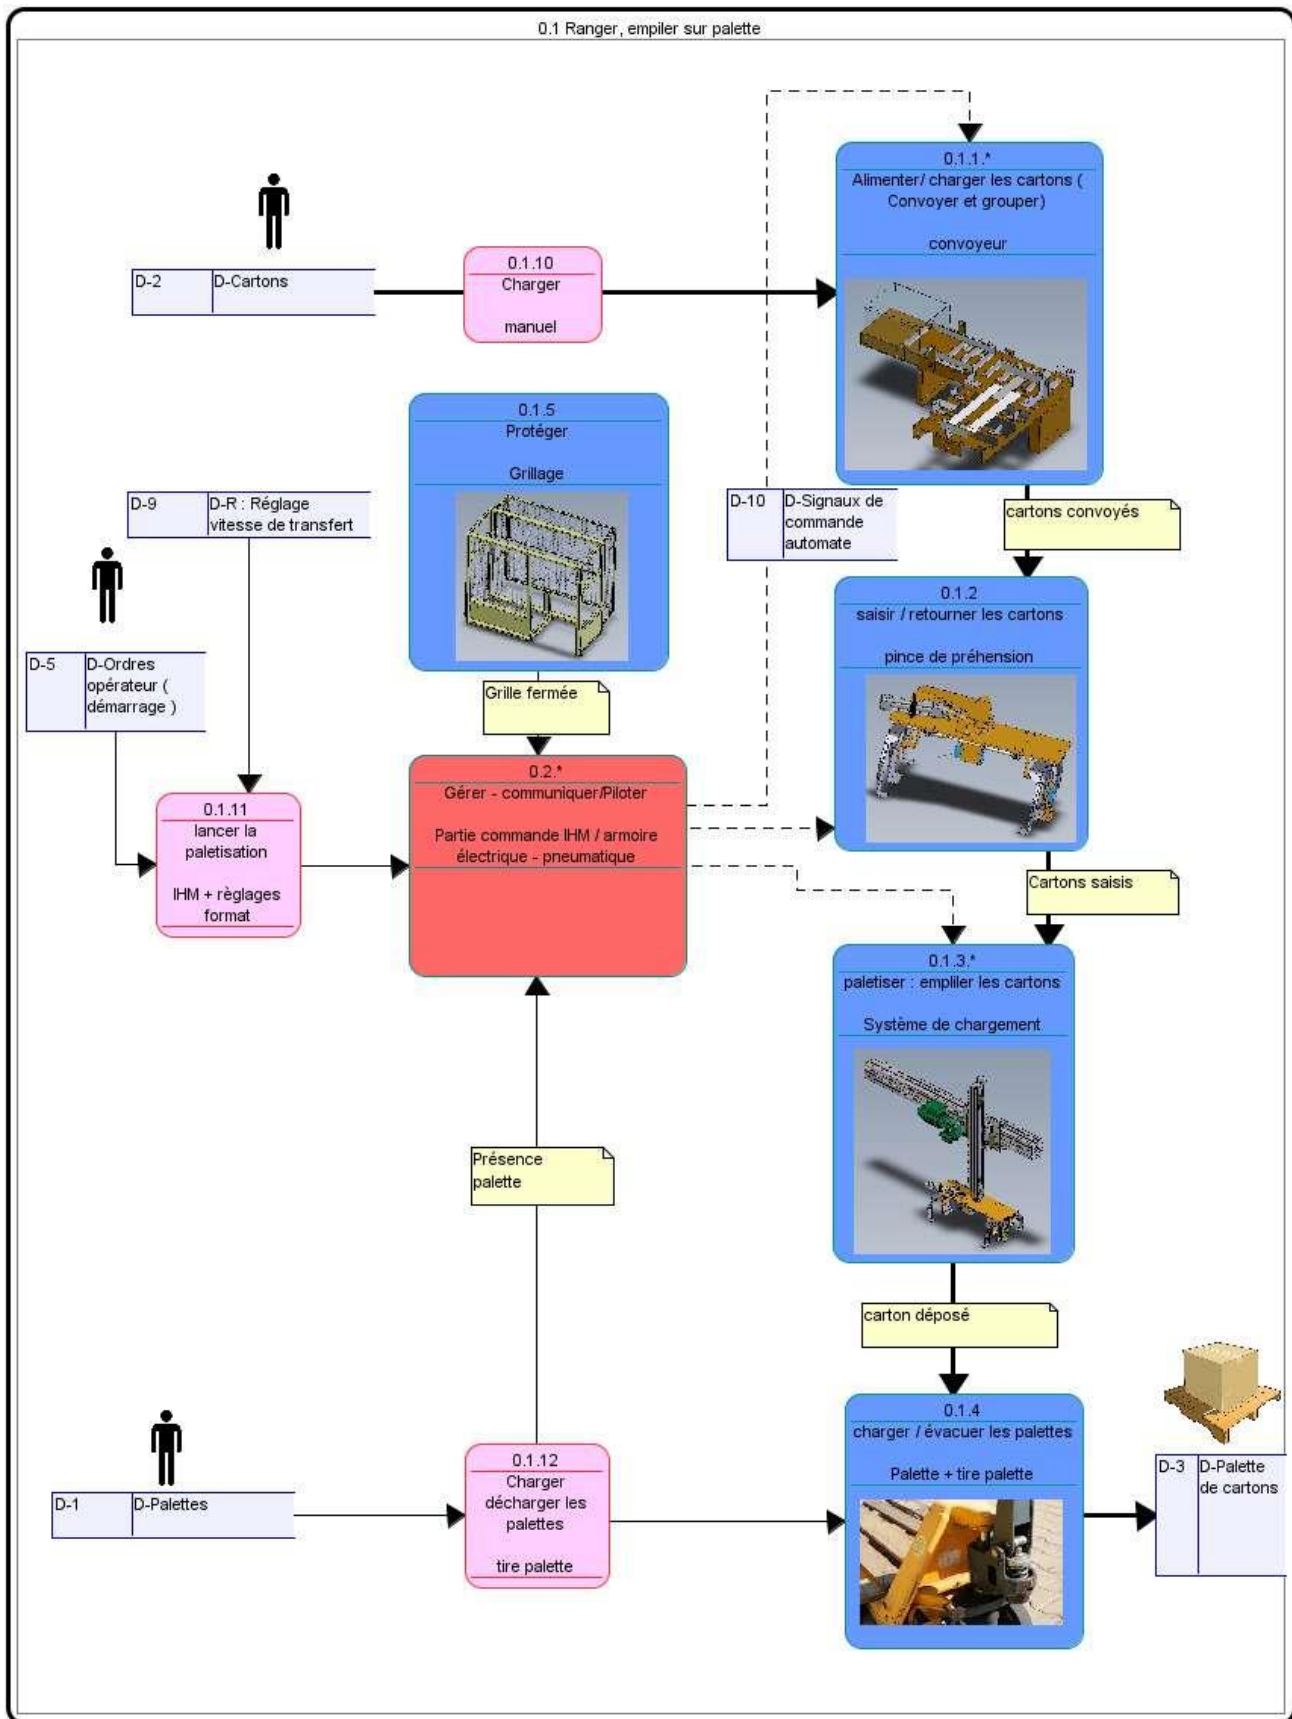 0.1 Ranger, empiler sur palette
0.1.1.*
Alimenter/ charger les cartons (
Convoyer et grouper)
convoyeur
D-2
D-Cartons
0.1.10
Charger
manuel
0.1.5
Protéger
Grillage
D-9
D-R : Réglage
vitesse de transfert
D-10
D-Signaux de
commande
automate
cartons convoyés
0.1.2
saisir / retourner les cartons
pince de préhension
D-5
D-Ordres
opérateur (
démarrage )
Grille fermée
0.2.*
Gérer - communiquer/Piloter
Partie commande IHM / armoire
électrique - pneumatique
0.1.11
lancer la
paletisation
IHM + règlages
format
Cartons saisis
0.1.3.*
paletiser : empliler les cartons
Système de chargement
Présence
palette
carton déposé
0.1.4
charger / évacuer les palettes
Palette + tire palette
D-1
D-Palettes
0.1.12
Charger
décharger les
palettes
tire palette
D-3
D-Palette
de cartons